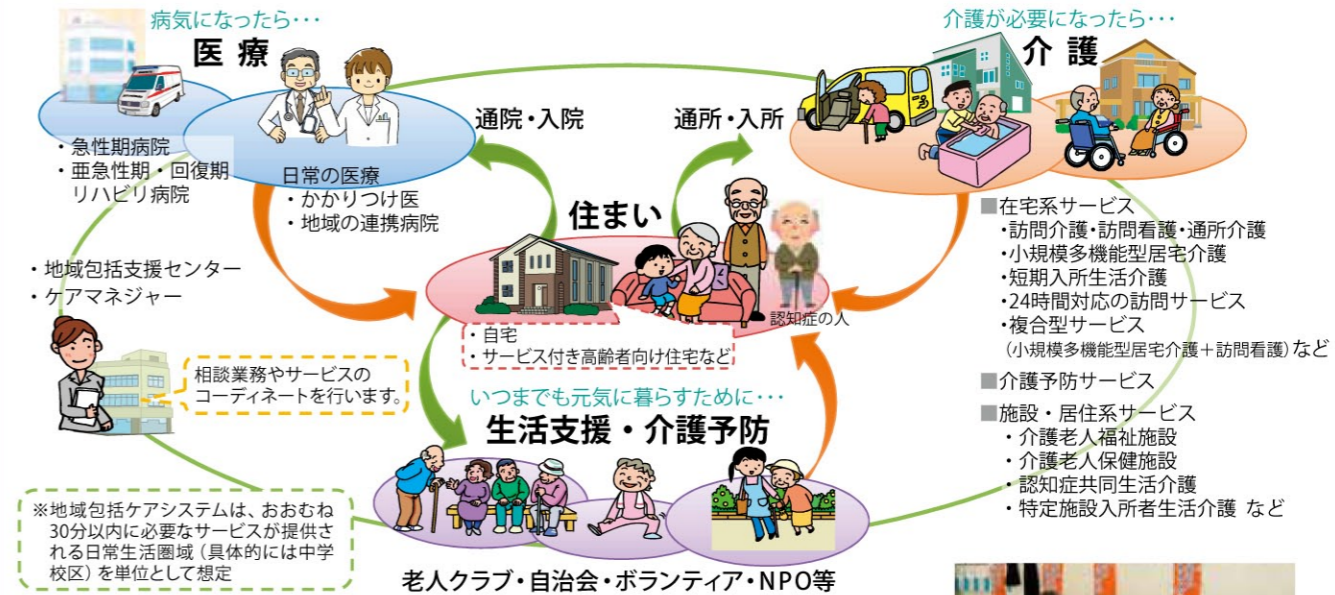 病気になったら･･･
医療
・急性期病院
・亜急性期・回復期
リハビリ病院
日常の医療
・かかりつけ医
・地域の連携病院
通院・入院
通所・入所
介護が必要になったら･･･
介護
■在宅系サービス
・訪問介護・訪問看護・通所介護
・小規模多機能型居宅介護
・短期入所生活介護
・24時間対応の訪問サービス
・複合型サービス
（小規模多機能型居宅介護＋訪問看護）など
■介護予防サービス
■施設・居住系サービス
・介護老人福祉施設
・介護老人保健施設
・認知症共同生活介護
・特定施設入所者生活介護 など
住まい
認知症の人
・自宅
・サービス付き高齢者向け住宅など
・地域包括支援センター
・ケアマネジャー
相談業務やサービスの
コーディネートを行います。
いつまでも元気に暮らすために･･･
生活支援・介護予防
老人クラブ・自治会・ボランティア・NPO等
※地域包括ケアシステムは、おおむね
30分以内に必要なサービスが提供さ
れる日常生活圏域（具体的には中学
校区）を単位として想定